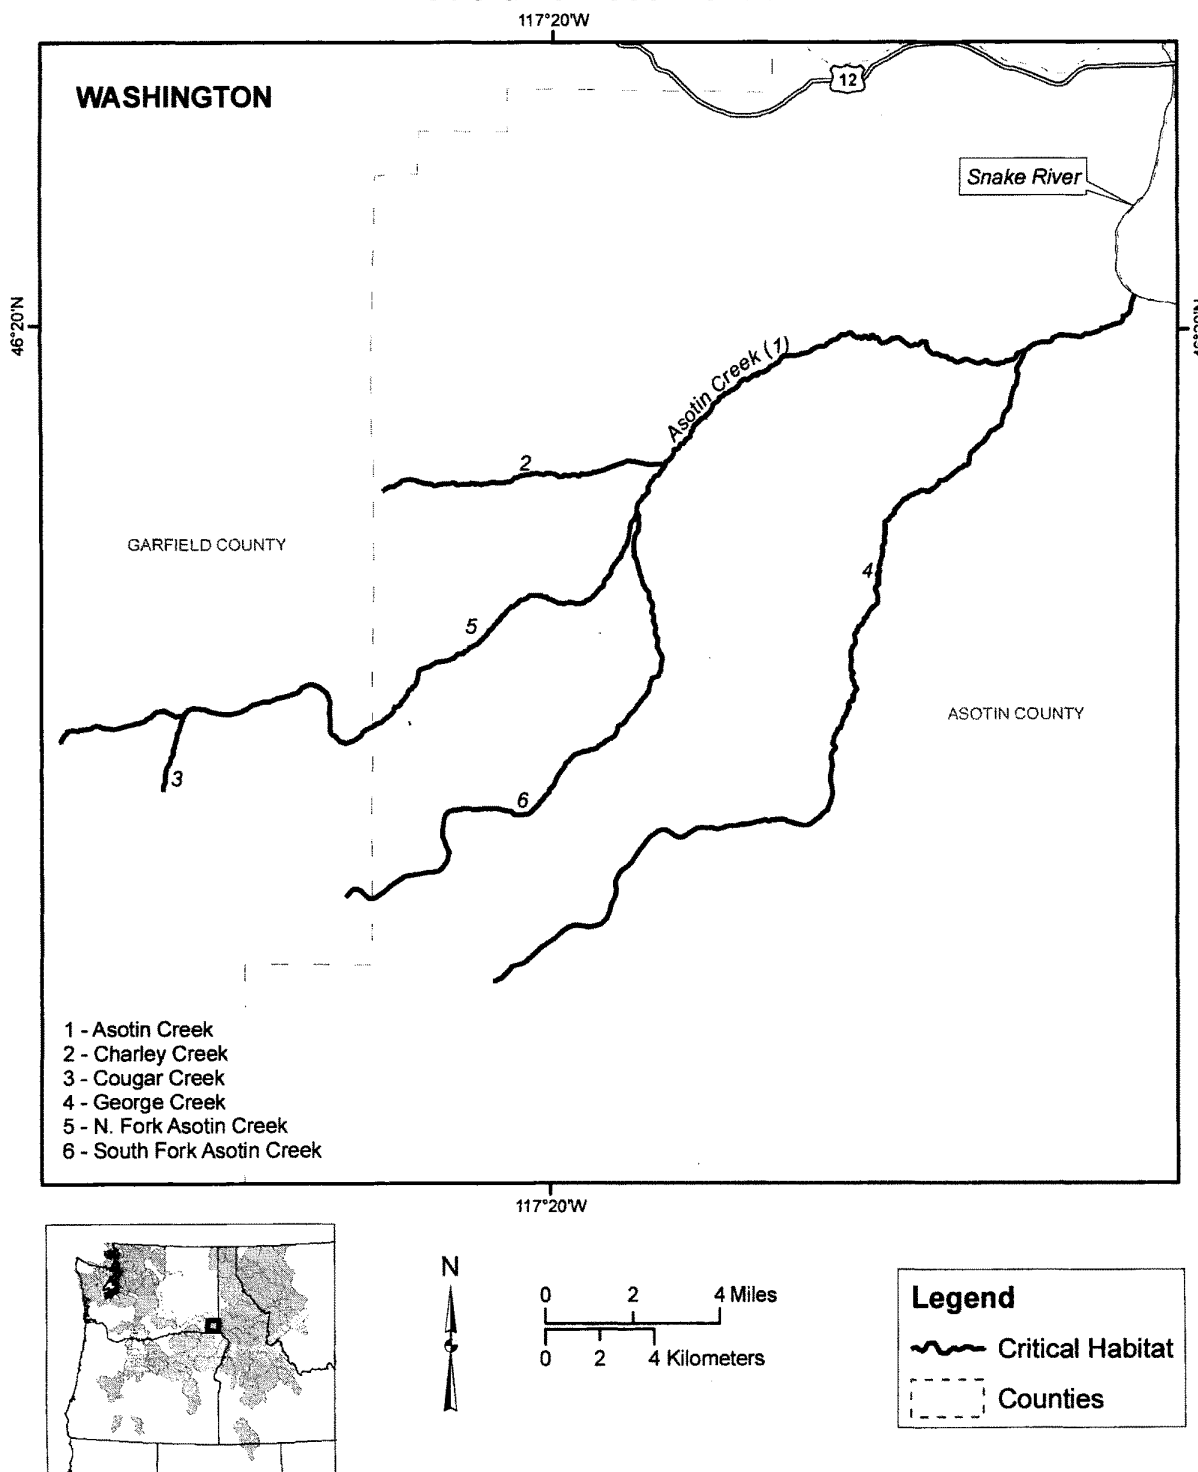 117°20'W
WASHINGTON
12
Snake River
46°20'N
46°20'N
Asotin Creek (1)
2
GARFIELD COUNTY
4
5
ASOTIN COUNTY
3
6
1 - Asotin Creek
2 - Charley Creek
3 - Cougar Creek
4 - George Creek
5 - N. Fork Asotin Creek
6 - South Fork Asotin Creek
117°20'W
N
0 2 4 Miles
0 2 4 Kilometers
Legend
Critical Habitat
Counties